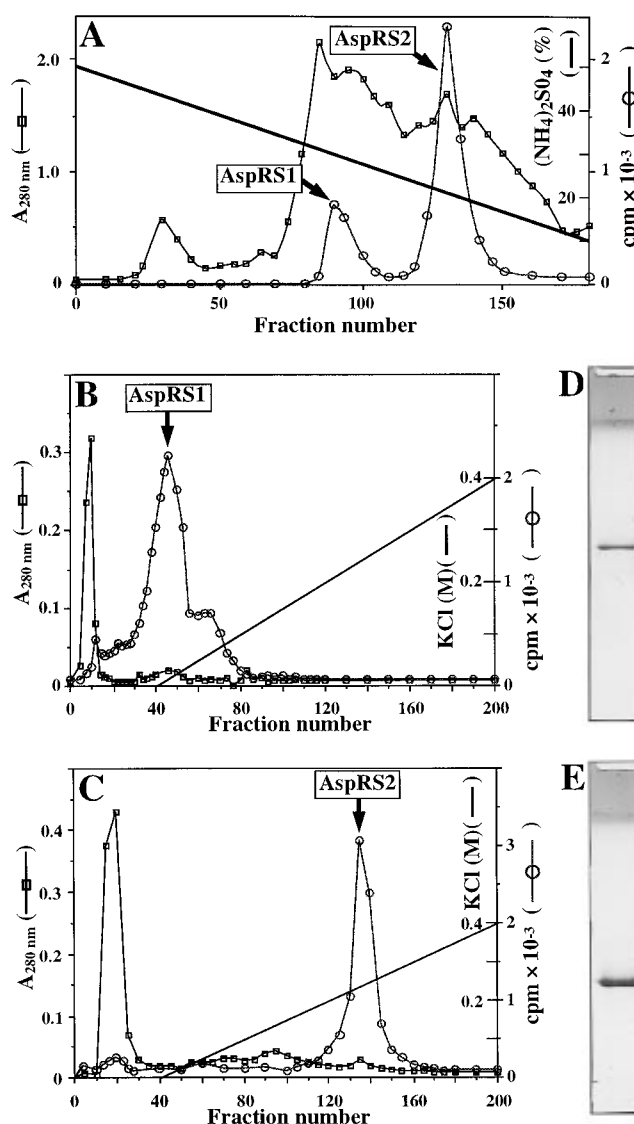 A
AspRS2
AspRS1
2.0
1.0
0
A280 nm (—)
(NH4)2SO4 (%) (—)
40
20
0
2
1
0
cpm × 10-3 (—○—)
0 50 100 150
Fraction number
B
AspRS1
0.3
0.2
0.1
0
A280 nm (—)
KCl (M)(—)
0.4
0.2
2
1
0
cpm × 10-3 (—○—)
0 40 80 120 160 200
Fraction number
D
C
AspRS2
0.4
0.3
0.2
0.1
0
A280 nm (—)
KCl (M)(—)
0.4
0.2
3
2
1
0
cpm × 10-3 (—○—)
0 40 80 120 160 200
Fraction number
E